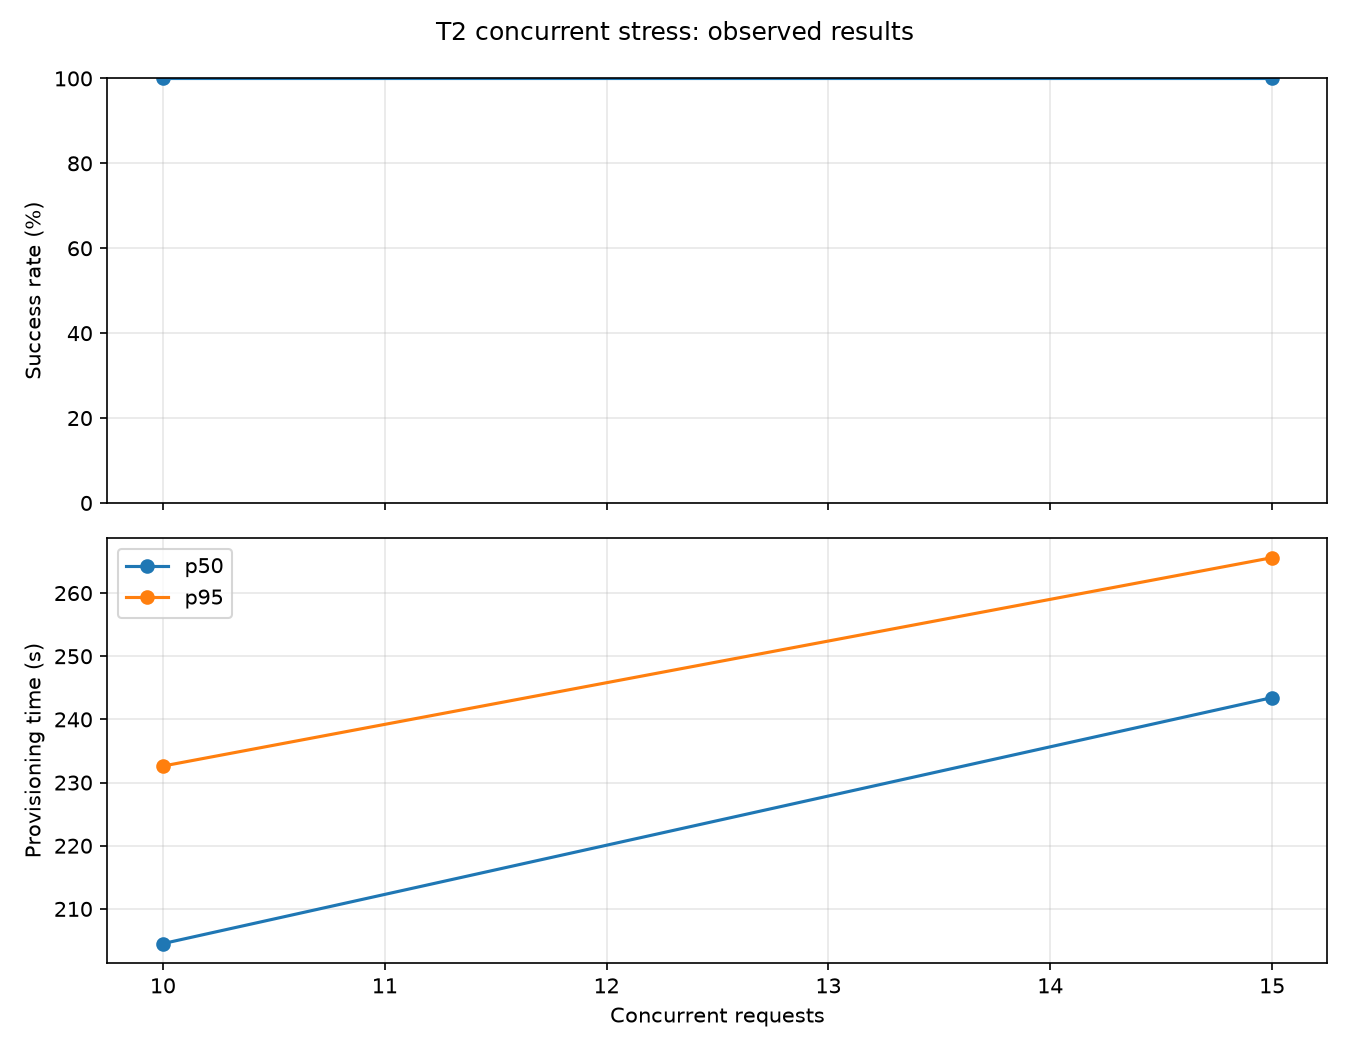 T2 concurrent stress: observed results
100
80
60
40
20
0
Success rate (%)
p50
p95
260
250
240
230
220
210
Provisioning time (s)
10 11 12 13 14 15
Concurrent requests